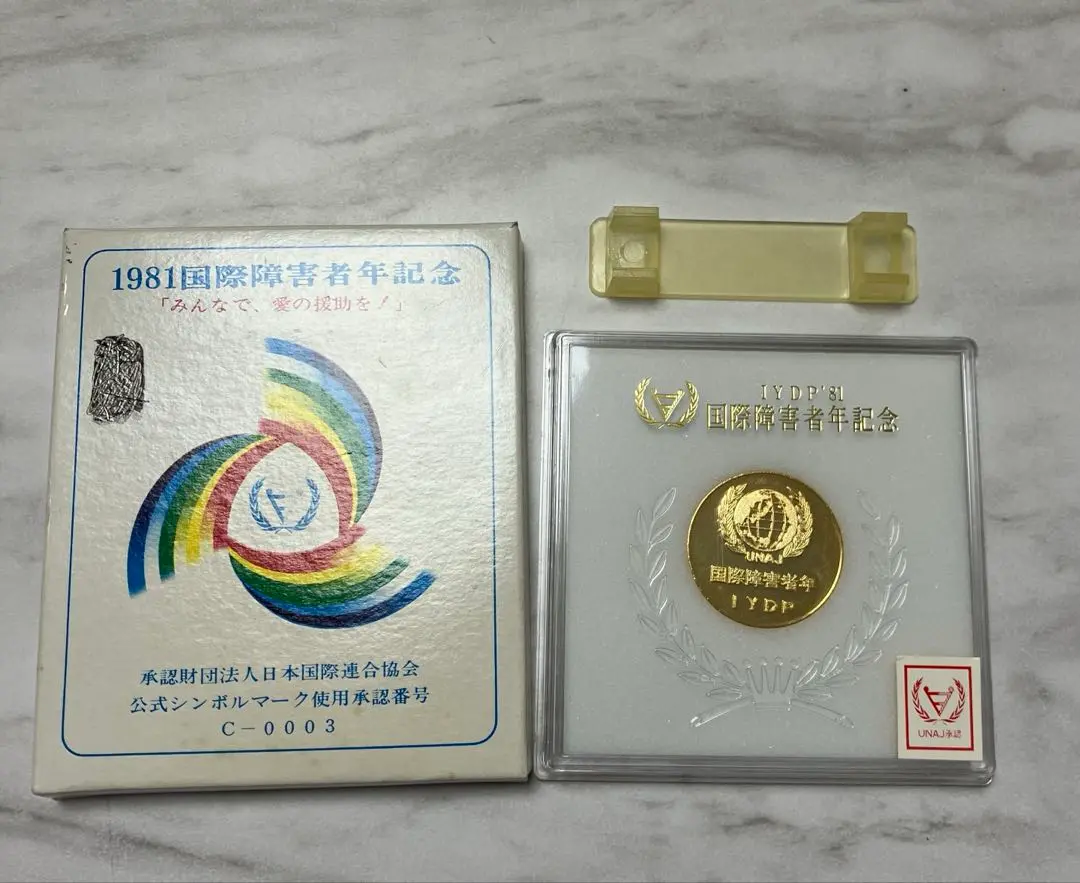 1981国際障害者年記念
「みんなで、愛の援助を！」
承認財団法人日本国際連合協会
公式シンボルマーク使用承認番号
C－0003
IYDP'81
国際障害者年記念
UNAJ
国際障害者年
IYDP
UNAJ承認